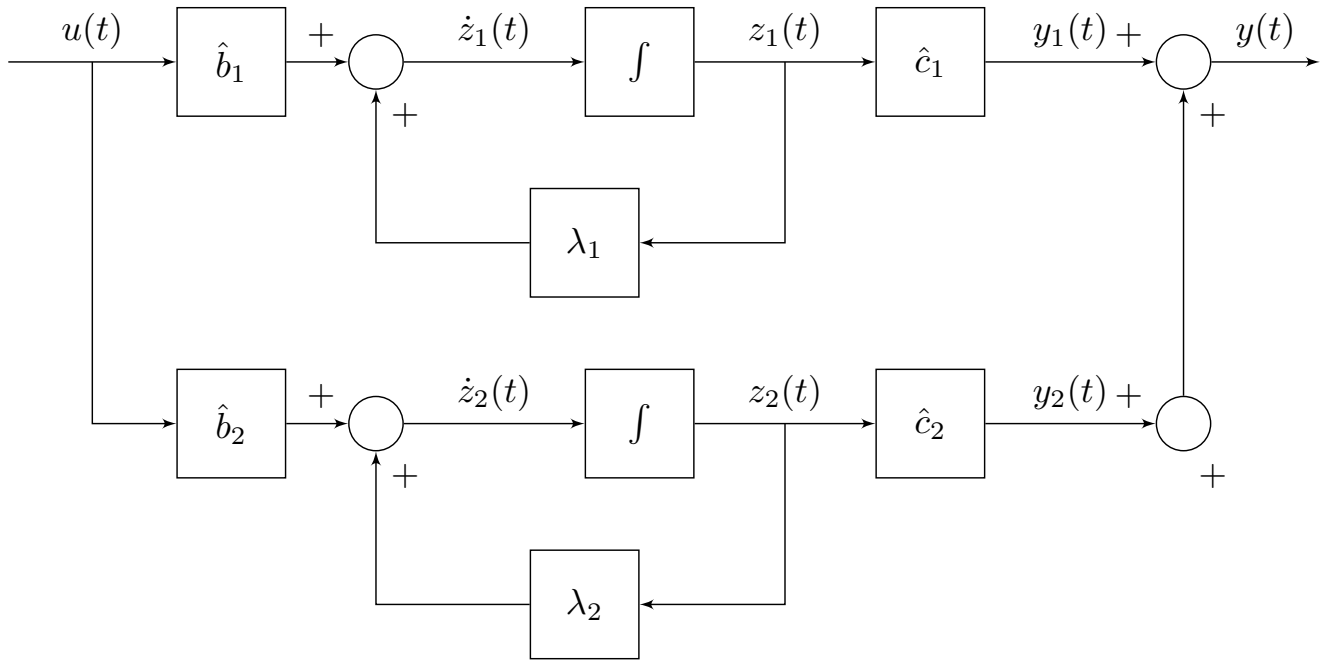 u(t) b̂₁ + ż₁(t) ∫ z₁(t) ĉ₁ y₁(t) + y(t)
+ +
λ₁
b̂₂ + ż₂(t) ∫ z₂(t) ĉ₂ y₂(t) +
+ +
λ₂